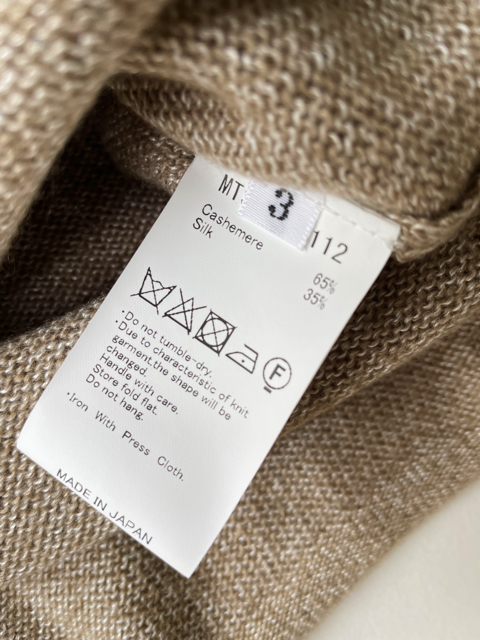 MT
3
112
Cashemere 65%
Silk 35%
F
·Do not tumble-dry.
·Due to characteristic of knit
garment,the shape will be
changed.
Handle with care.
Store fold flat.
Do not hang.
·Iron With Press Cloth.
MADE IN JAPAN